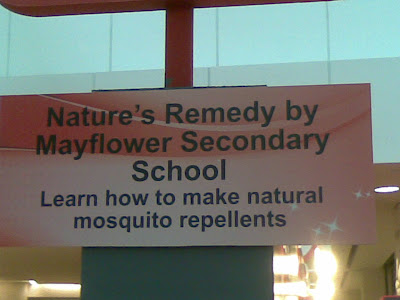 Nature's Remedy by
Mayflower Secondary
School
Learn how to make natural
mosquito repellents